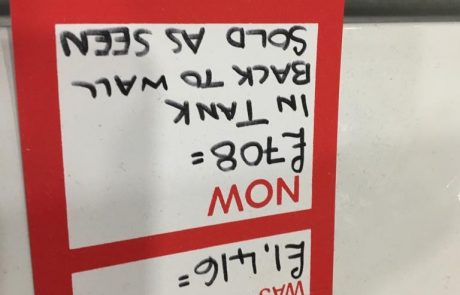 WAS
£1,416=
NOW
£708=
IN TANK
BACK TO WALL
SOLD AS SEEN